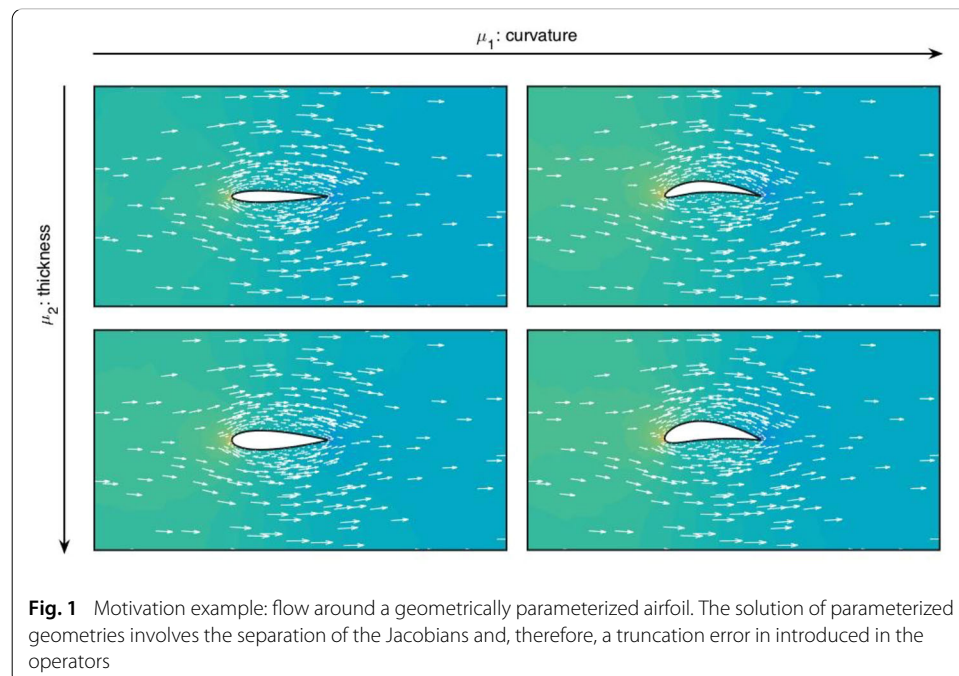 μ1: curvature
μ2: thickness
Fig. 1 Motivation example: flow around a geometrically parameterized airfoil. The solution of parameterized
geometries involves the separation of the Jacobians and, therefore, a truncation error in introduced in the
operators